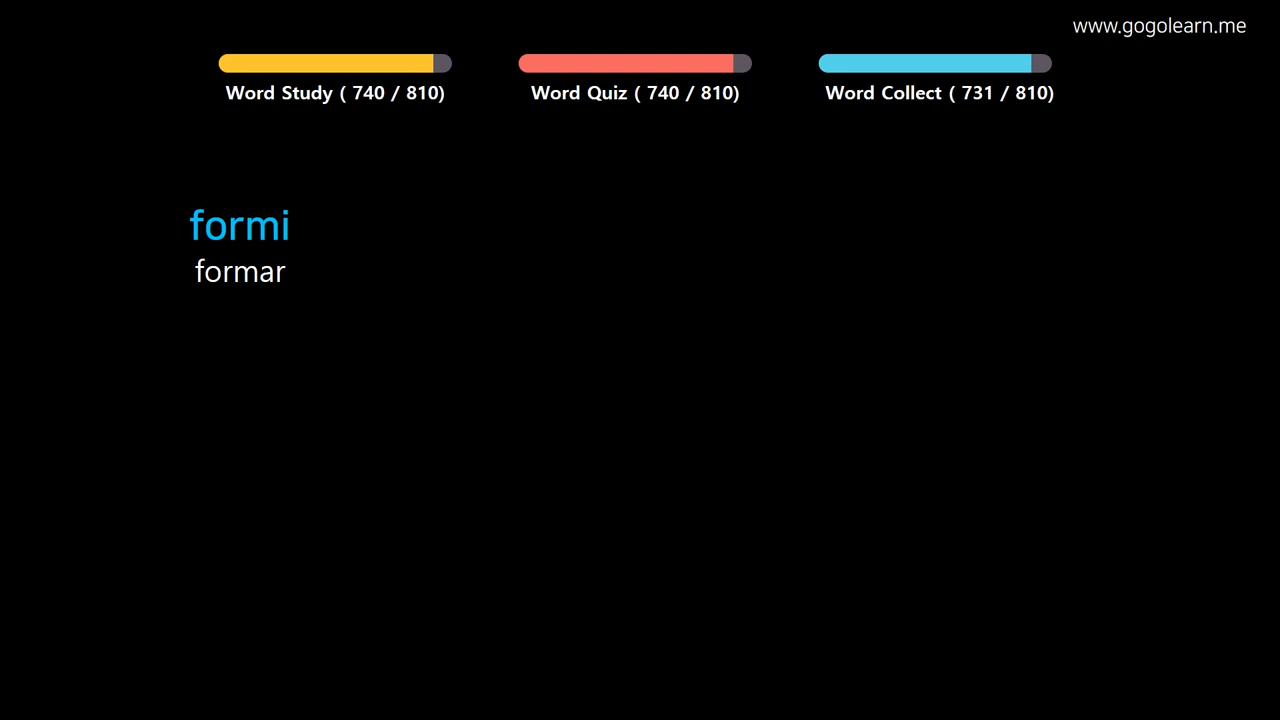 www.gogolearn.me
Word Study ( 740 / 810)
Word Quiz ( 740 / 810)
Word Collect ( 731 / 810)
formi
formar